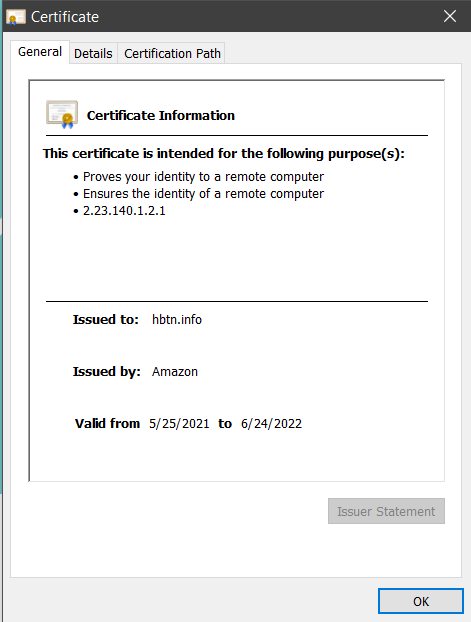 Certificate
General Details Certification Path
Certificate Information
This certificate is intended for the following purpose(s):
• Proves your identity to a remote computer
• Ensures the identity of a remote computer
• 2.23.140.1.2.1
Issued to: hbtn.info
Issued by: Amazon
Valid from 5/25/2021 to 6/24/2022
Issuer Statement
OK